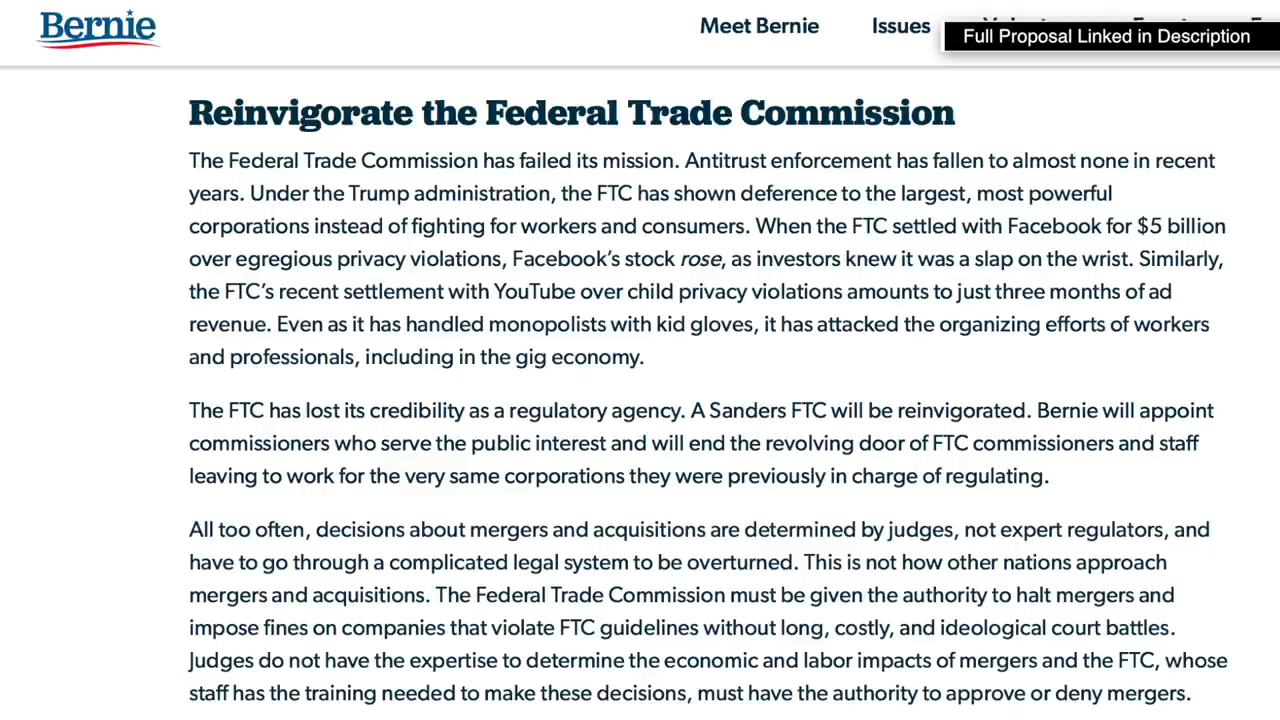 Bernie
Meet Bernie Issues
Full Proposal Linked in Description
Reinvigorate the Federal Trade Commission
The Federal Trade Commission has failed its mission. Antitrust enforcement has fallen to almost none in recent
years. Under the Trump administration, the FTC has shown deference to the largest, most powerful
corporations instead of fighting for workers and consumers. When the FTC settled with Facebook for $5 billion
over egregious privacy violations, Facebook’s stock rose, as investors knew it was a slap on the wrist. Similarly,
the FTC’s recent settlement with YouTube over child privacy violations amounts to just three months of ad
revenue. Even as it has handled monopolists with kid gloves, it has attacked the organizing efforts of workers
and professionals, including in the gig economy.
The FTC has lost its credibility as a regulatory agency. A Sanders FTC will be reinvigorated. Bernie will appoint
commissioners who serve the public interest and will end the revolving door of FTC commissioners and staff
leaving to work for the very same corporations they were previously in charge of regulating.
All too often, decisions about mergers and acquisitions are determined by judges, not expert regulators, and
have to go through a complicated legal system to be overturned. This is not how other nations approach
mergers and acquisitions. The Federal Trade Commission must be given the authority to halt mergers and
impose fines on companies that violate FTC guidelines without long, costly, and ideological court battles.
Judges do not have the expertise to determine the economic and labor impacts of mergers and the FTC, whose
staff has the training needed to make these decisions, must have the authority to approve or deny mergers.